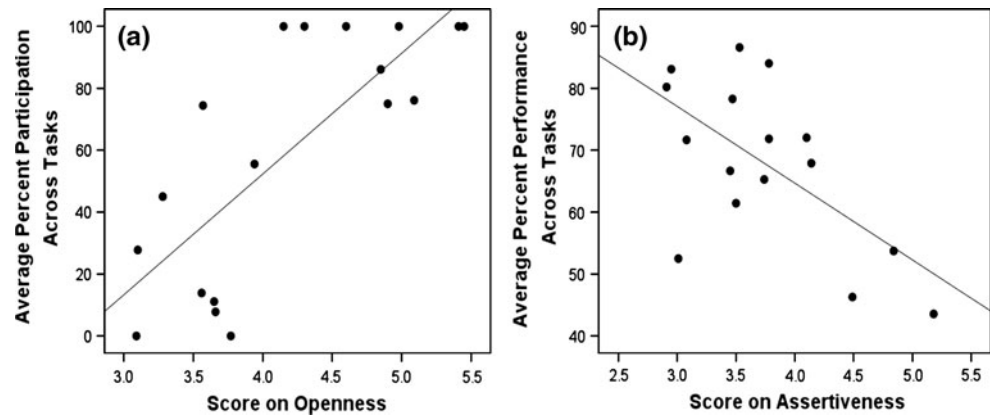 (a)
Average Percent Participation
Across Tasks
100
80
60
40
20
0
3.0 3.5 4.0 4.5 5.0 5.5
Score on Openness
(b)
Average Percent Performance
Across Tasks
90
80
70
60
50
40
2.5 3.0 3.5 4.0 4.5 5.0 5.5
Score on Assertiveness